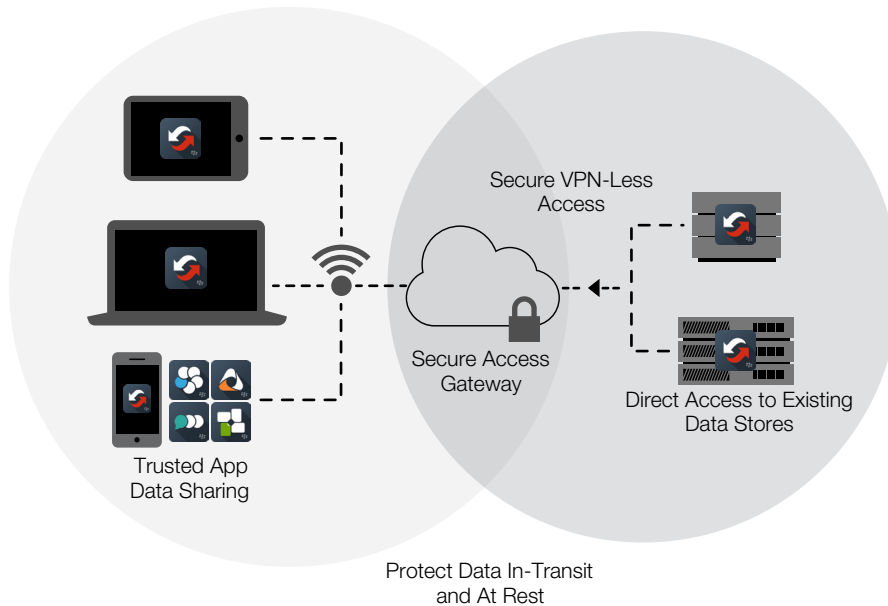 Secure VPN-Less
Access
Secure Access
Gateway
Direct Access to Existing
Data Stores
Trusted App
Data Sharing
Protect Data In-Transit
and At Rest